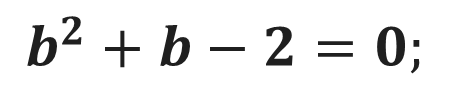 b² + b − 2 = 0;